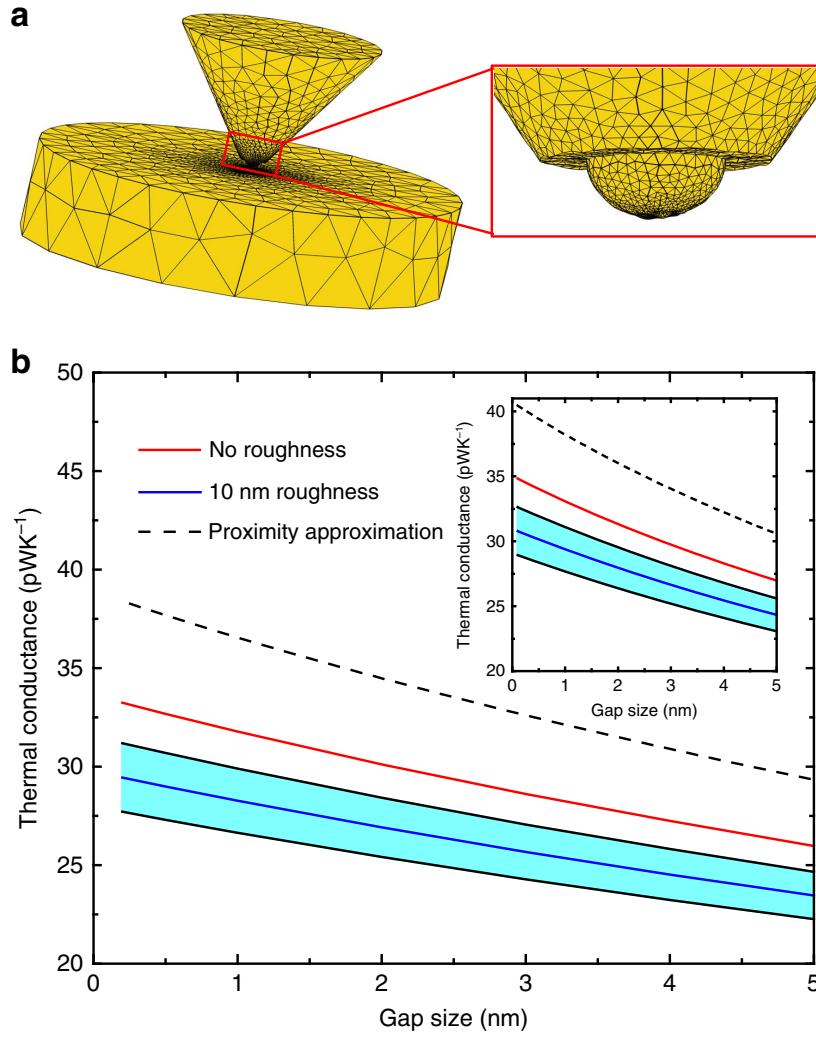 a
b
50
45
40
35
30
25
20
0
1
2
3
4
5
Thermal conductance (pWK⁻¹)
Gap size (nm)
No roughness
10 nm roughness
Proximity approximation
40
35
30
25
20
0
1
2
3
4
5
Thermal conductance (pWK⁻¹)
Gap size (nm)